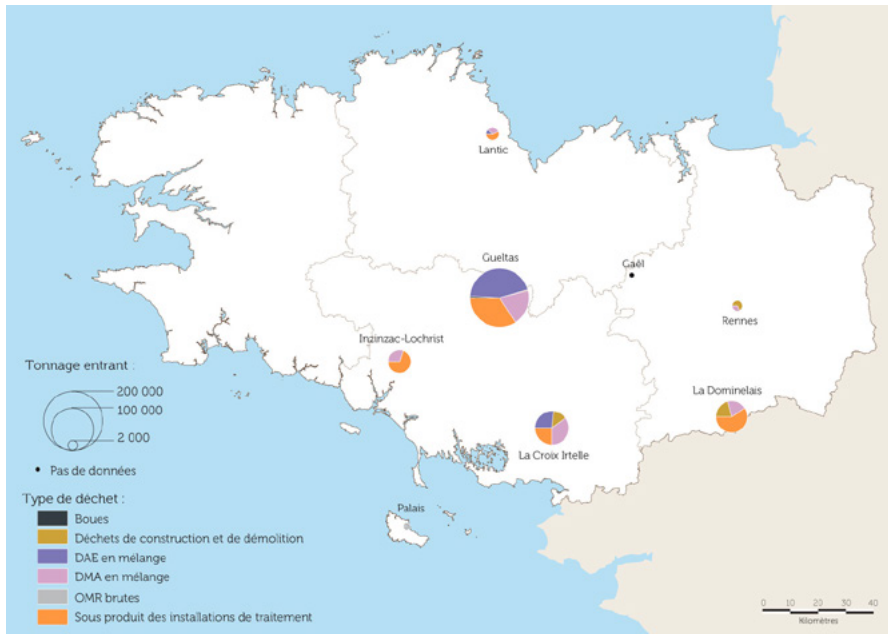 Lantic
Gueltas
Gaël
Rennes
Inzinzac-Lochrist
La Dominelais
La Croix Irtelle
Palais
Tonnage entrant :
200 000
100 000
2 000
Pas de données
Type de déchet :
Boues
Déchets de construction et de démolition
DAE en mélange
DMA en mélange
OMR brutes
Sous produit des installations de traitement
0 10 20 30 40
Kilomètres